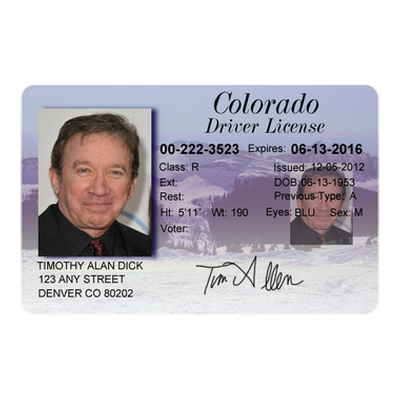 Colorado
Driver License
00-222-3523 Expires: 06-13-2016
Class: R Issued: 12-05-2012
Ext: DOB: 06-13-1953
Rest: Previous Type: A
Ht: 5'11" Wt: 190 Eyes: BLU Sex: M
Voter:
TIMOTHY ALAN DICK
123 ANY STREET
DENVER CO 80202
Tim Allen